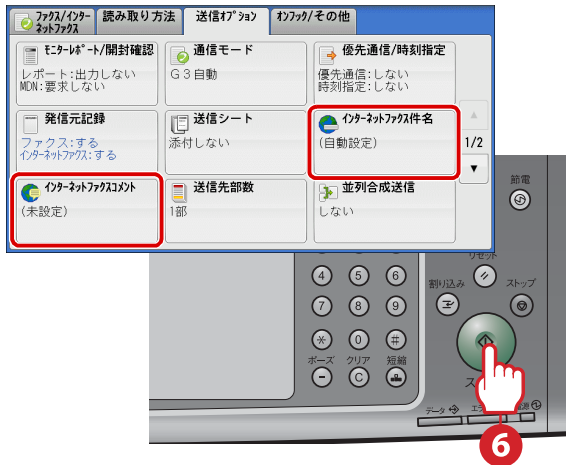 ファクス/インター
ネットファクス
読み取り方法
送信オプション
オンフック/その他
モニターレポート/開封確認
レポート:出力しない
MDN:要求しない
通信モード
G3自動
優先通信/時刻指定
優先通信:しない
時刻指定:しない
発信元記録
ファクス:する
インターネットファクス:する
送信シート
添付しない
インターネットファクス件名
(自動設定)
1/2
インターネットファクスコメント
(未設定)
送信先部数
1部
並列合成送信
しない
節電
リセット
割り込み
ストップ
4 5 6
7 8 9
* 0 #
ポーズ クリア 短縮
- C
データ
6